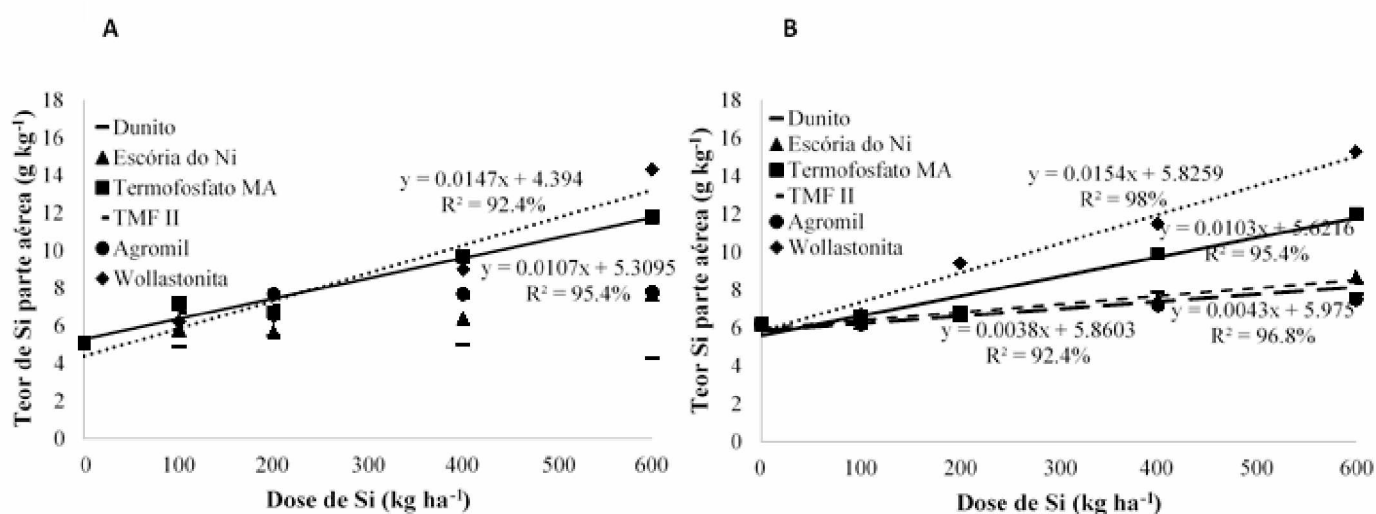 A
Teor de Si parte aérea (g kg⁻¹)
18
16
14
12
10
8
6
4
2
0
Dunito
Escória do Ni
Termofosfato MA
TMF II
Agromil
Wollastonita
y = 0.0147x + 4.394
R² = 92.4%
y = 0.0107x + 5.3095
R² = 95.4%
0 100 200 300 400 500 600
Dose de Si (kg ha⁻¹)
B
Teor Si parte aérea (g kg⁻¹)
18
16
14
12
10
8
6
4
2
0
Dunito
Escória do Ni
Termofosfato MA
TMF II
Agromil
Wollastonita
y = 0.0154x + 5.8259
R² = 98%
y = 0.0103x + 5.6216
R² = 95.4%
y = 0.0038x + 5.8603
R² = 92.4%
y = 0.0043x + 5.975
R² = 96.8%
0 100 200 300 400 500 600
Dose de Si (kg ha⁻¹)